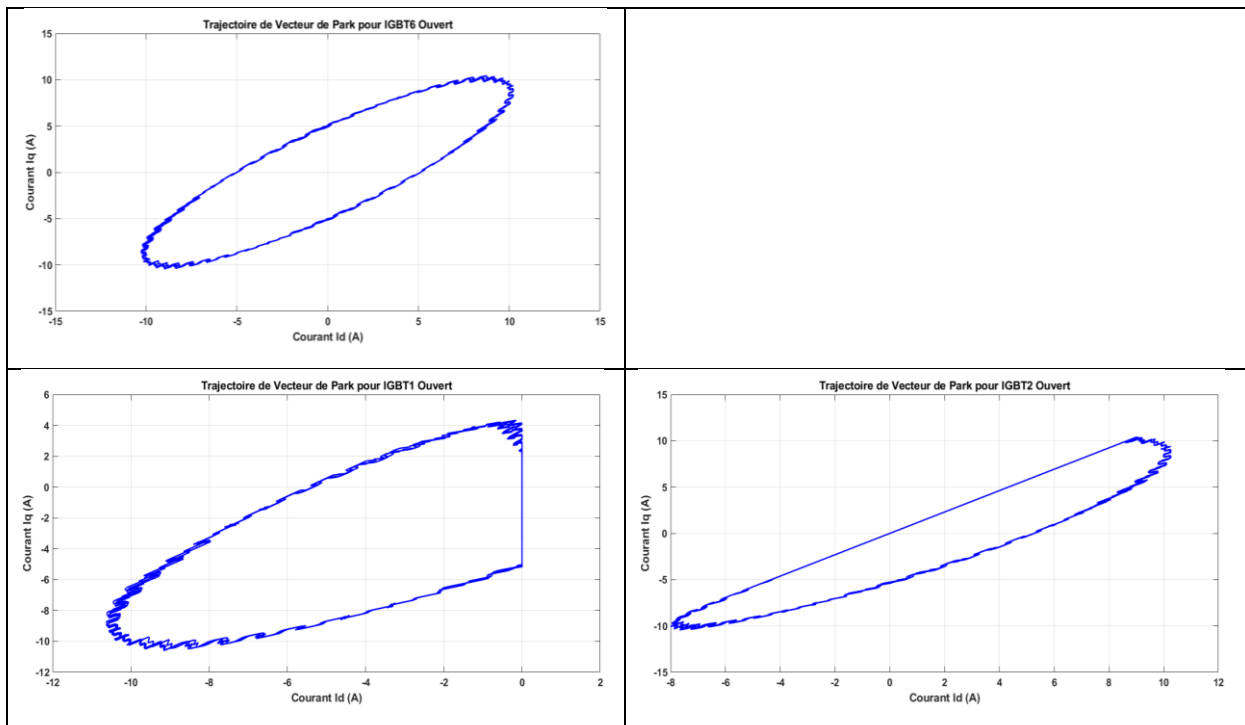 Trajectoire de Vecteur de Park pour IGBT6 Ouvert
15
10
5
0
-5
-10
-15
Courant Iq (A)
-15 -10 -5 0 5 10 15
Courant Id (A)
Trajectoire de Vecteur de Park pour IGBT1 Ouvert
6
4
2
0
-2
-4
-6
-8
-10
-12
Courant Iq (A)
-12 -10 -8 -6 -4 -2 0 2
Courant Id (A)
Trajectoire de Vecteur de Park pour IGBT2 Ouvert
15
10
5
0
-5
-10
-15
Courant Iq (A)
-8 -6 -4 -2 0 2 4 6 8 10 12
Courant Id (A)